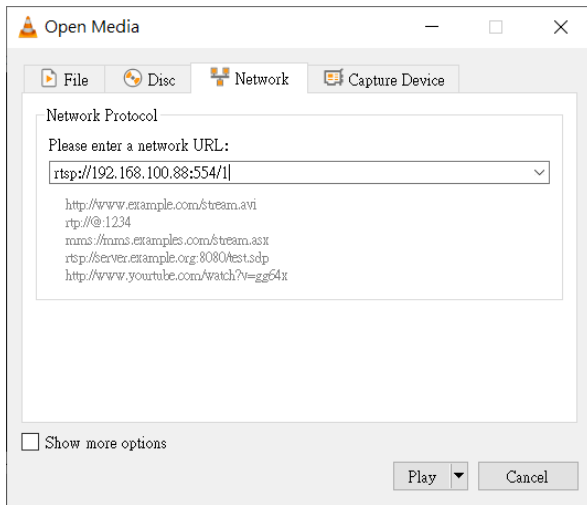 Open Media
File Disc Network Capture Device
Network Protocol
Please enter a network URL:
rtsp://192.168.100.88:554/1
http://www.example.com/stream.avi
rtp://@:1234
mms://mms.examples.com/stream.asx
rtsp://server.example.org:8080/test.sdp
http://www.yourtube.com/watch?v=gg64x
Show more options
Play Cancel